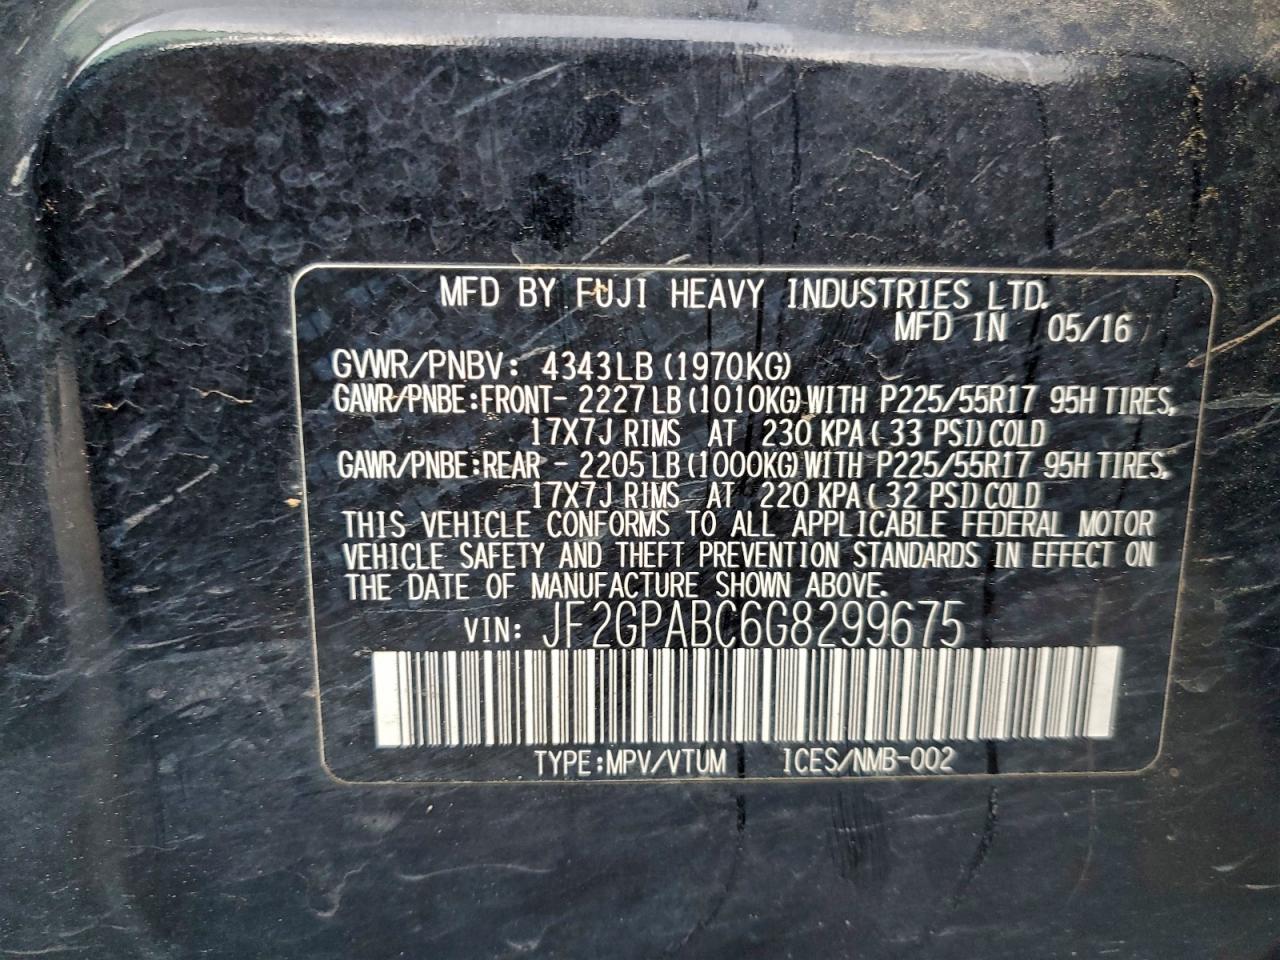 MFD BY FUJI HEAVY INDUSTRIES LTD.
MFD IN 05/16
GVWR/PNBV: 4343LB (1970KG)
GAWR/PNBE:FRONT- 2227LB (1010KG) WITH P225/55R17 95H TIRES,
17X7J RIMS AT 230 KPA ( 33 PSI) COLD
GAWR/PNBE:REAR - 2205LB (1000KG) WITH P225/55R17 95H TIRES,
17X7J RIMS AT 220 KPA ( 32 PSI) COLD
THIS VEHICLE CONFORMS TO ALL APPLICABLE FEDERAL MOTOR
VEHICLE SAFETY AND THEFT PREVENTION STANDARDS IN EFFECT ON
THE DATE OF MANUFACTURE SHOWN ABOVE.
VIN: JF2GPABC6G8299675
TYPE:MPV/VTUM ICES/NMB-002